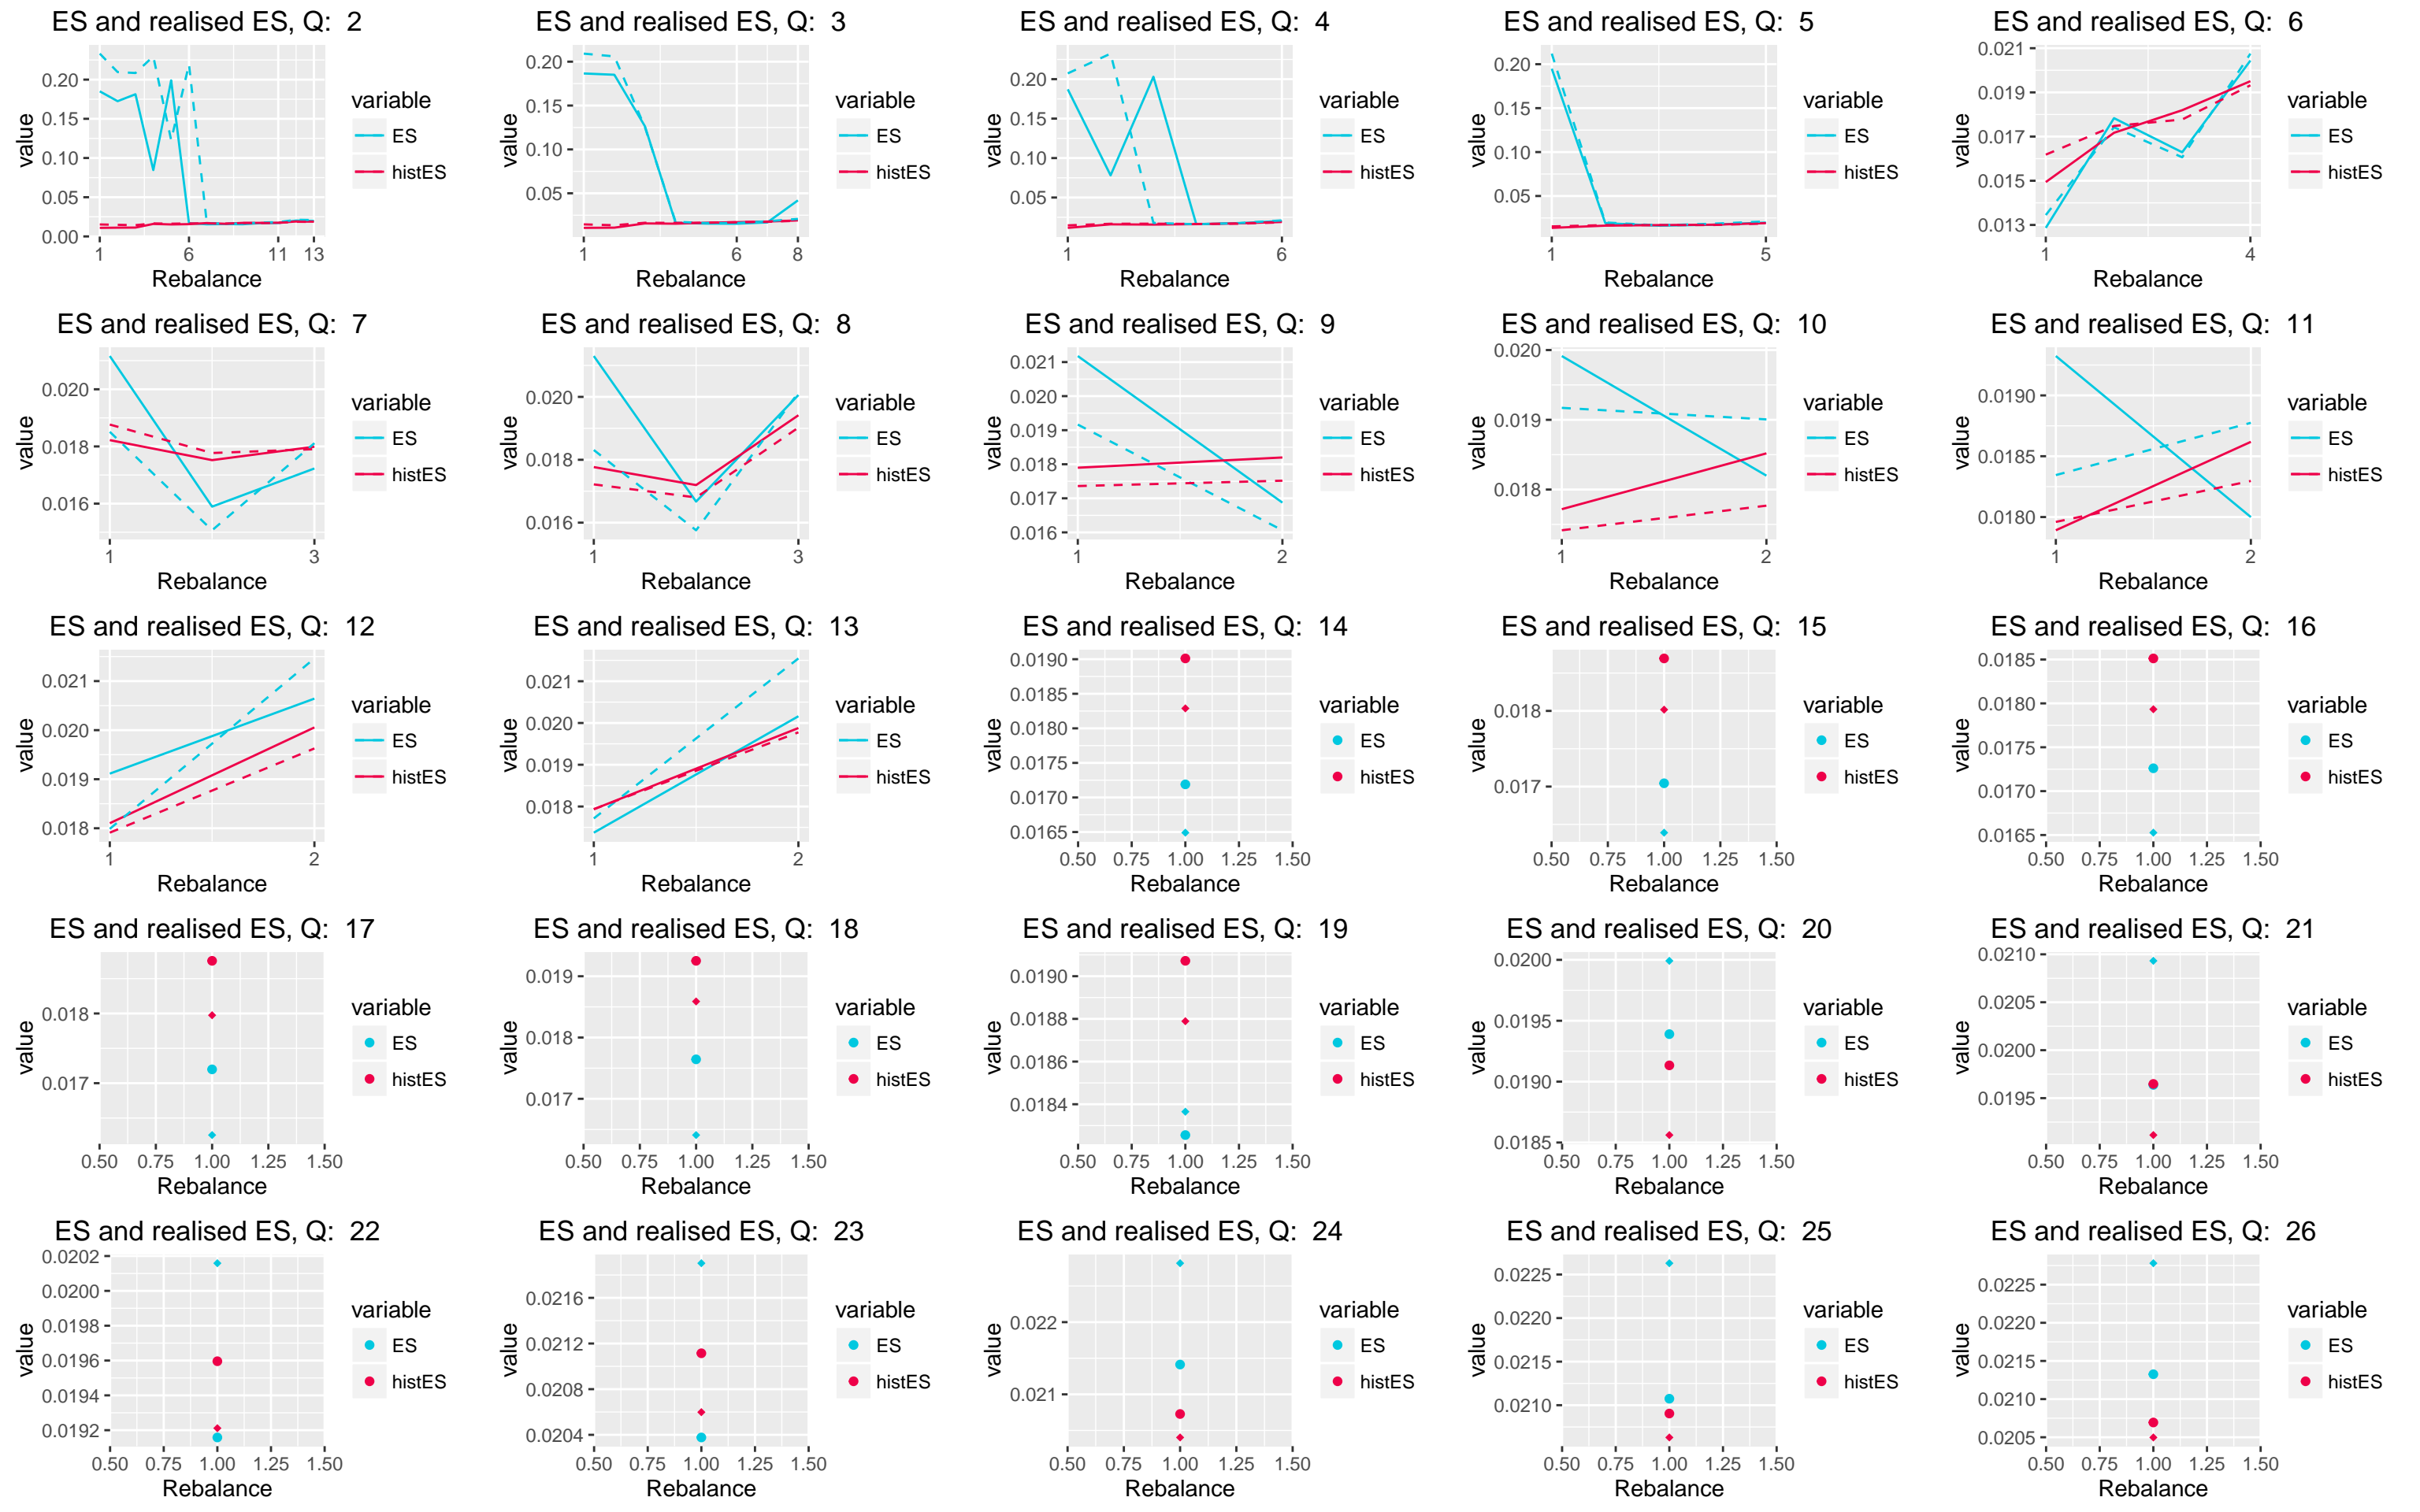 ES and realised ES, Q: 2
value
0.20
0.15
0.10
0.05
0.00
1 6 11 13
Rebalance
variable
ES
histES
ES and realised ES, Q: 3
value
0.20
0.15
0.10
0.05
1 6 8
Rebalance
variable
ES
histES
ES and realised ES, Q: 4
value
0.20
0.15
0.10
0.05
1 6
Rebalance
variable
ES
histES
ES and realised ES, Q: 5
value
0.20
0.15
0.10
0.05
1 5
Rebalance
variable
ES
histES
ES and realised ES, Q: 6
value
0.021
0.019
0.017
0.015
0.013
1 4
Rebalance
variable
ES
histES
ES and realised ES, Q: 7
value
0.020
0.018
0.016
1 3
Rebalance
variable
ES
histES
ES and realised ES, Q: 8
value
0.020
0.018
0.016
1 3
Rebalance
variable
ES
histES
ES and realised ES, Q: 9
value
0.021
0.020
0.019
0.018
0.017
0.016
1 2
Rebalance
variable
ES
histES
ES and realised ES, Q: 10
value
0.020
0.019
0.018
1 2
Rebalance
variable
ES
histES
ES and realised ES, Q: 11
value
0.0190
0.0185
0.0180
1 2
Rebalance
variable
ES
histES
ES and realised ES, Q: 12
value
0.021
0.020
0.019
0.018
1 2
Rebalance
variable
ES
histES
ES and realised ES, Q: 13
value
0.021
0.020
0.019
0.018
1 2
Rebalance
variable
ES
histES
ES and realised ES, Q: 14
value
0.0190
0.0185
0.0180
0.0175
0.0170
0.0165
0.50 0.75 1.00 1.25 1.50
Rebalance
variable
ES
histES
ES and realised ES, Q: 15
value
0.018
0.017
0.50 0.75 1.00 1.25 1.50
Rebalance
variable
ES
histES
ES and realised ES, Q: 16
value
0.0185
0.0180
0.0175
0.0170
0.0165
0.50 0.75 1.00 1.25 1.50
Rebalance
variable
ES
histES
ES and realised ES, Q: 17
value
0.018
0.017
0.50 0.75 1.00 1.25 1.50
Rebalance
variable
ES
histES
ES and realised ES, Q: 18
value
0.019
0.018
0.017
0.50 0.75 1.00 1.25 1.50
Rebalance
variable
ES
histES
ES and realised ES, Q: 19
value
0.0190
0.0188
0.0186
0.0184
0.50 0.75 1.00 1.25 1.50
Rebalance
variable
ES
histES
ES and realised ES, Q: 20
value
0.0200
0.0195
0.0190
0.0185
0.50 0.75 1.00 1.25 1.50
Rebalance
variable
ES
histES
ES and realised ES, Q: 21
value
0.0210
0.0205
0.0200
0.0195
0.50 0.75 1.00 1.25 1.50
Rebalance
variable
ES
histES
ES and realised ES, Q: 22
value
0.0202
0.0200
0.0198
0.0196
0.0194
0.0192
0.50 0.75 1.00 1.25 1.50
Rebalance
variable
ES
histES
ES and realised ES, Q: 23
value
0.0216
0.0212
0.0208
0.0204
0.50 0.75 1.00 1.25 1.50
Rebalance
variable
ES
histES
ES and realised ES, Q: 24
value
0.022
0.021
0.50 0.75 1.00 1.25 1.50
Rebalance
variable
ES
histES
ES and realised ES, Q: 25
value
0.0225
0.0220
0.0215
0.0210
0.50 0.75 1.00 1.25 1.50
Rebalance
variable
ES
histES
ES and realised ES, Q: 26
value
0.0225
0.0220
0.0215
0.0210
0.0205
0.50 0.75 1.00 1.25 1.50
Rebalance
variable
ES
histES